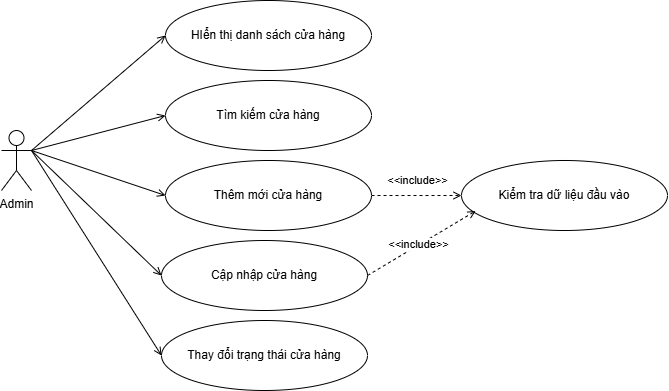 HIển thị danh sách cửa hàng
Tìm kiếm cửa hàng
Admin
Thêm mới cửa hàng
<<include>>
Kiểm tra dữ liệu đầu vào
<<include>>
Cập nhập cửa hàng
Thay đổi trạng thái cửa hàng